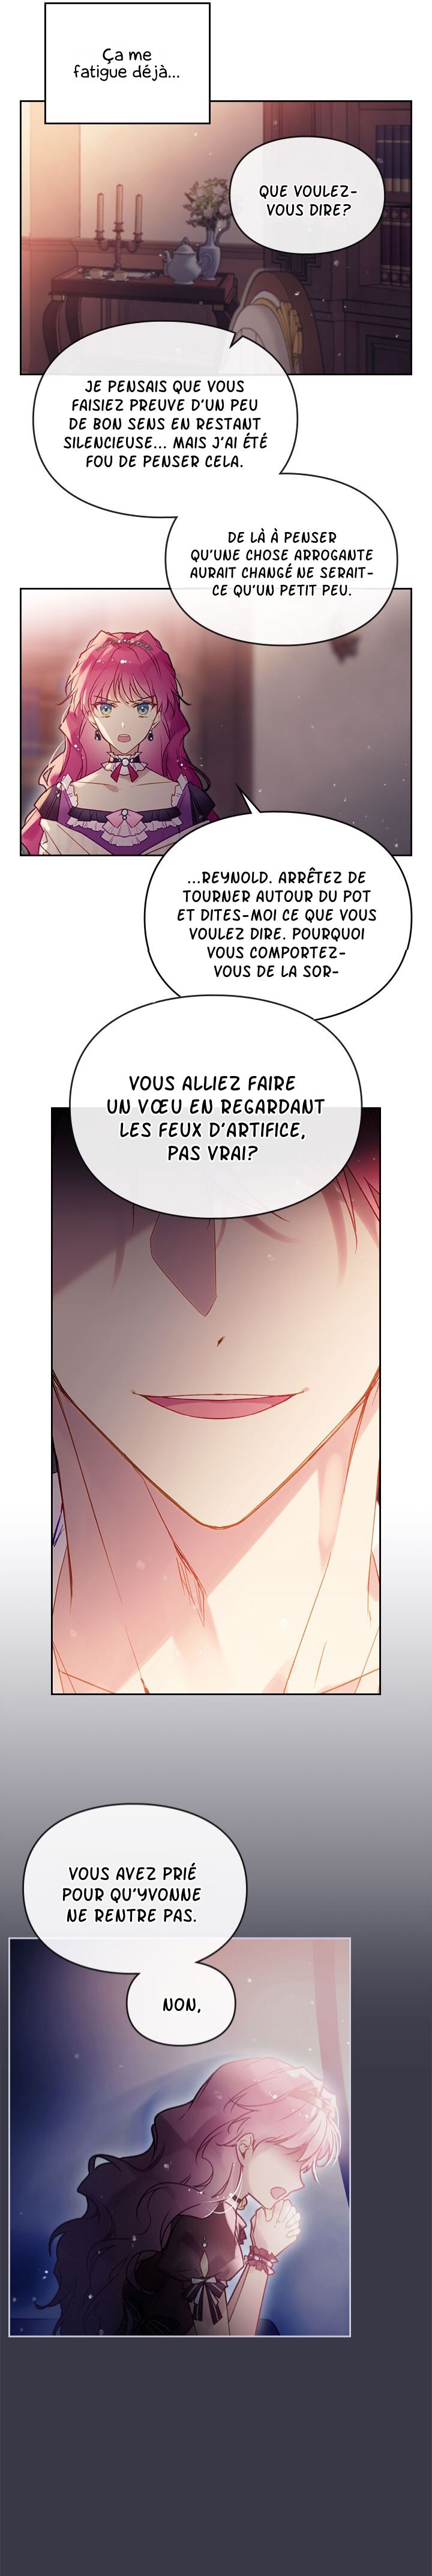 Ça me
fatigue déjà...
QUE VOULEZ-
VOUS DIRE?
JE PENSAIS QUE VOUS
FAISIEZ PREUVE D'UN PEU
DE BON SENS EN RESTANT
SILENCIEUSE... MAIS J'AI ÉTÉ
FOU DE PENSER CELA.
DE LÀ À PENSER
QU'UNE CHOSE ARROGANTE
AURAIT CHANGÉ NE SERAIT-
CE QU'UN PETIT PEU.
...REYNOLD. ARRÊTEZ DE
TOURNER AUTOUR DU POT
ET DITES-MOI CE QUE VOUS
VOULEZ DIRE. POURQUOI
VOUS COMPORTEZ-
VOUS DE LA SOR-
VOUS ALLIEZ FAIRE
UN VŒU EN REGARDANT
LES FEUX D'ARTIFICE,
PAS VRAI?
VOUS AVEZ PRIÉ
POUR QU'YVONNE
NE RENTRE PAS.
NON,